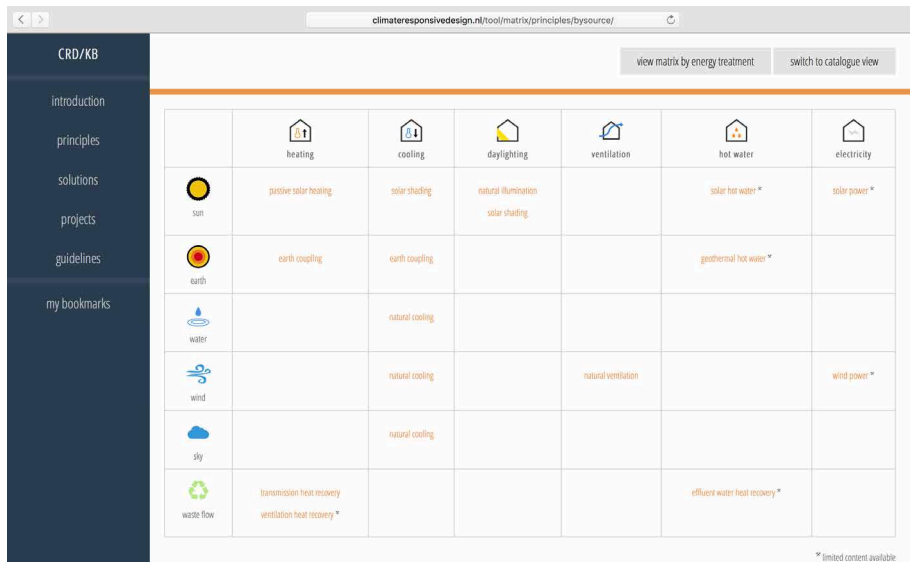 climateresponsivedesign.nl/tool/matrix/principles/bysource/
CRD/KB
introduction
principles
solutions
projects
guidelines
my bookmarks
view matrix by energy treatment
switch to catalogue view
heating
cooling
daylighting
ventilation
hot water
electricity
sun
passive solar heating
solar shading
natural illumination
solar shading
solar hot water *
solar power *
earth
earth coupling
earth coupling
geothermal hot water *
water
natural cooling
wind
natural cooling
natural ventilation
wind power *
sky
natural cooling
waste flow
transmission heat recovery
ventilation heat recovery *
effluent water heat recovery *
* limited content available